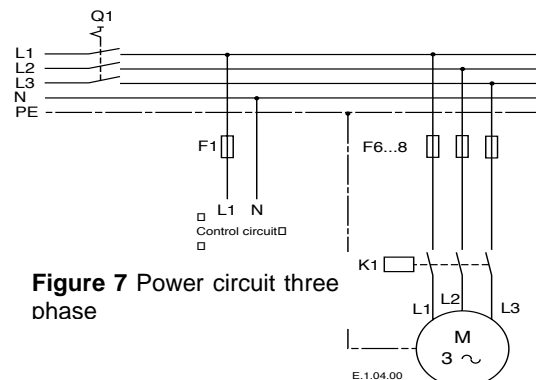 Q1
L1
L2
L3
N
PE
F1
F6...8
L1 N
Control circuit
K1
L1 L2 L3
Figure 7 Power circuit three
phase
M
3 ~
E.1.04.00